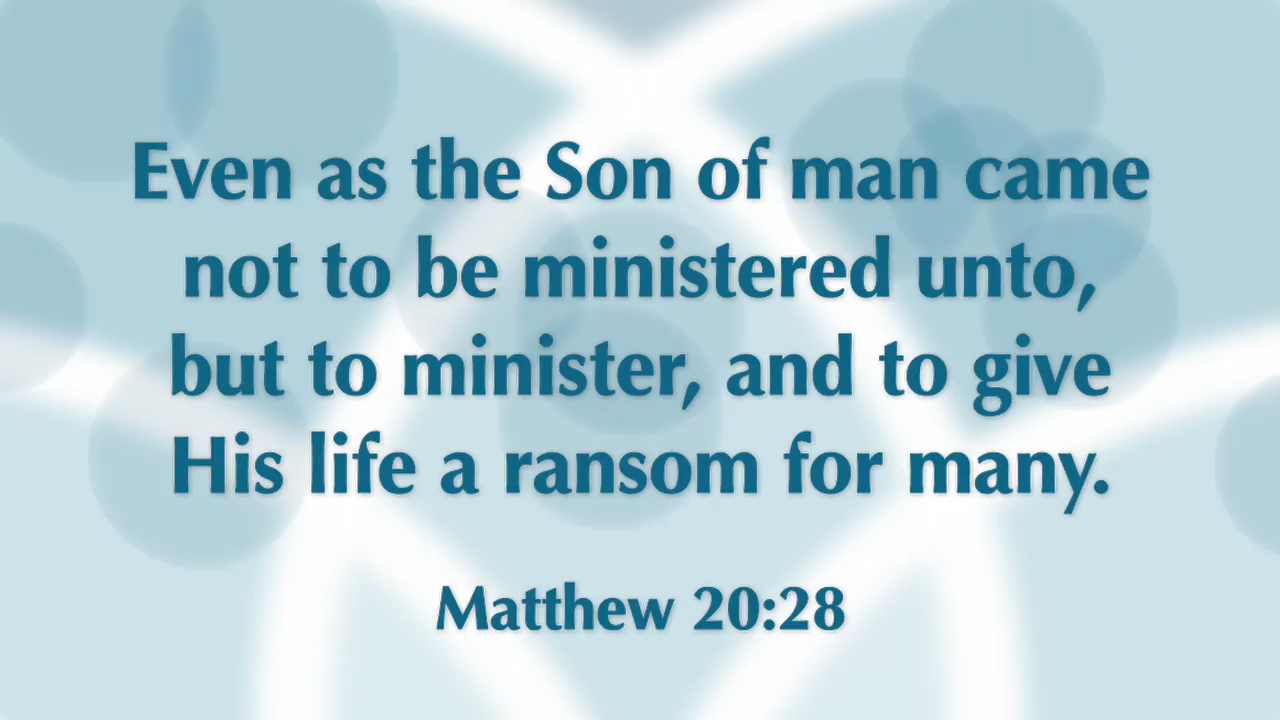 Even as the Son of man came
not to be ministered unto,
but to minister, and to give
His life a ransom for many.
Matthew 20:28